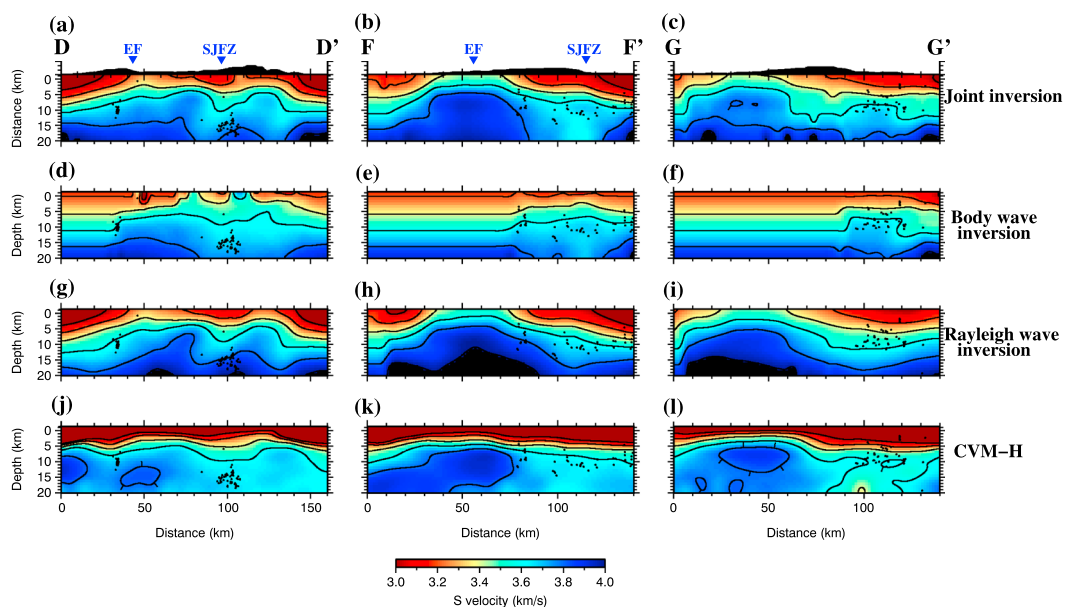 (a) (b) (c)
D EF SJFZ D’ F EF SJFZ F’ G G’
Distance (km) 0 5 10 15 20 Joint inversion
(d) (e) (f)
Depth (km) 0 5 10 15 20 Body wave
inversion
(g) (h) (i)
Depth (km) 0 5 10 15 20 Rayleigh wave
inversion
(j) (k) (l)
Depth (km) 0 5 10 15 20 CVM−H
0 50 100 150 0 50 100 0 50 100
Distance (km) Distance (km) Distance (km)
3.0 3.2 3.4 3.6 3.8 4.0
S velocity (km/s)